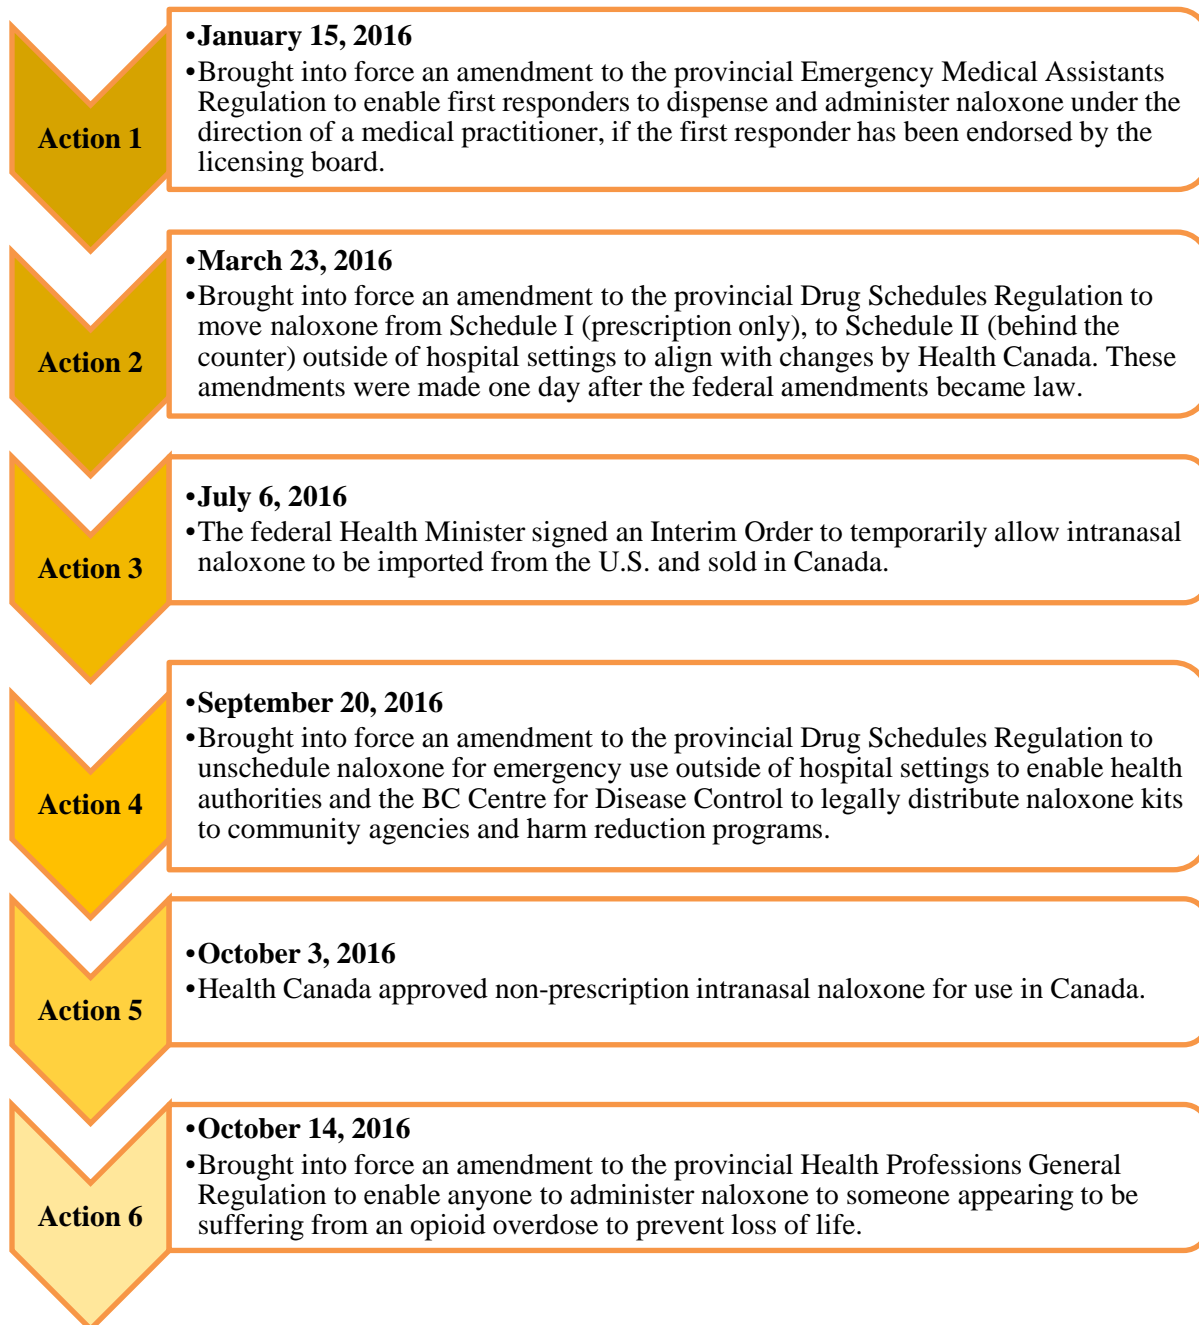 Action 1
•January 15, 2016
•Brought into force an amendment to the provincial Emergency Medical Assistants
Regulation to enable first responders to dispense and administer naloxone under the
direction of a medical practitioner, if the first responder has been endorsed by the
licensing board.
Action 2
•March 23, 2016
•Brought into force an amendment to the provincial Drug Schedules Regulation to
move naloxone from Schedule I (prescription only), to Schedule II (behind the
counter) outside of hospital settings to align with changes by Health Canada. These
amendments were made one day after the federal amendments became law.
Action 3
•July 6, 2016
•The federal Health Minister signed an Interim Order to temporarily allow intranasal
naloxone to be imported from the U.S. and sold in Canada.
Action 4
•September 20, 2016
•Brought into force an amendment to the provincial Drug Schedules Regulation to
unschedule naloxone for emergency use outside of hospital settings to enable health
authorities and the BC Centre for Disease Control to legally distribute naloxone kits
to community agencies and harm reduction programs.
Action 5
•October 3, 2016
•Health Canada approved non-prescription intranasal naloxone for use in Canada.
Action 6
•October 14, 2016
•Brought into force an amendment to the provincial Health Professions General
Regulation to enable anyone to administer naloxone to someone appearing to be
suffering from an opioid overdose to prevent loss of life.